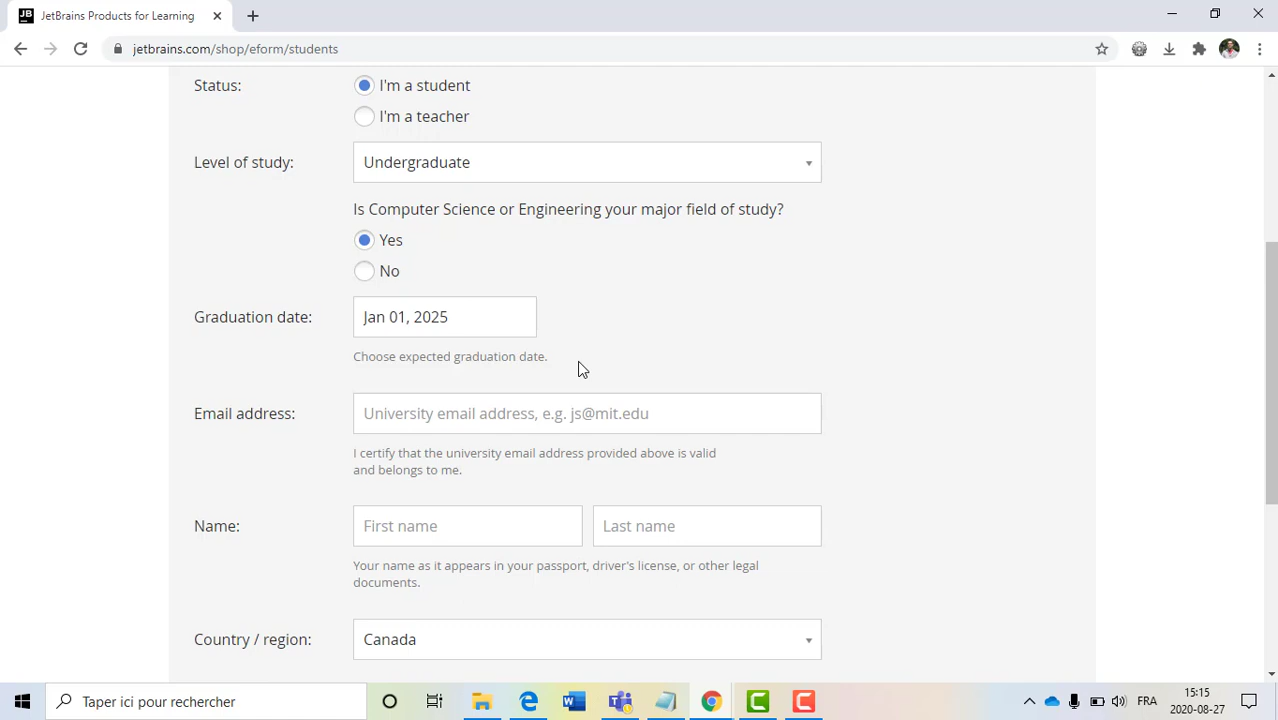 JB
JetBrains Products for Learning
jetbrains.com/shop/eform/students
Status:
I'm a student
I'm a teacher
Level of study:
Undergraduate
Is Computer Science or Engineering your major field of study?
Yes
No
Graduation date:
Jan 01, 2025
Choose expected graduation date.
Email address:
University email address, e.g. js@mit.edu
I certify that the university email address provided above is valid
and belongs to me.
Name:
First name
Last name
Your name as it appears in your passport, driver's license, or other legal
documents.
Country / region:
Canada
Taper ici pour rechercher
FRA
15:15
2020-08-27